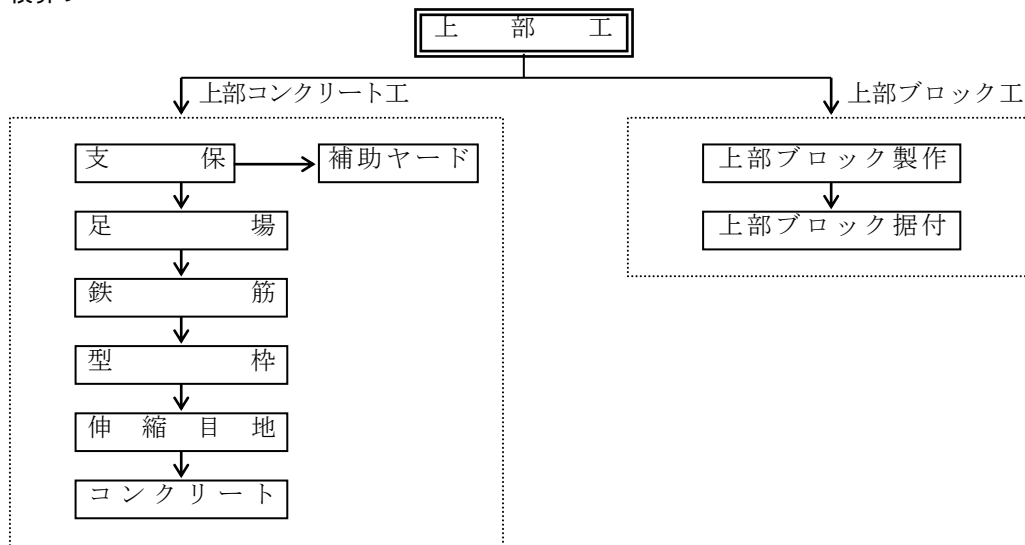 上部工
上部コンクリート工
上部ブロック工
支保
補助ヤード
上部ブロック製作
足場
上部ブロック据付
鉄筋
型枠
伸縮目地
コンクリート